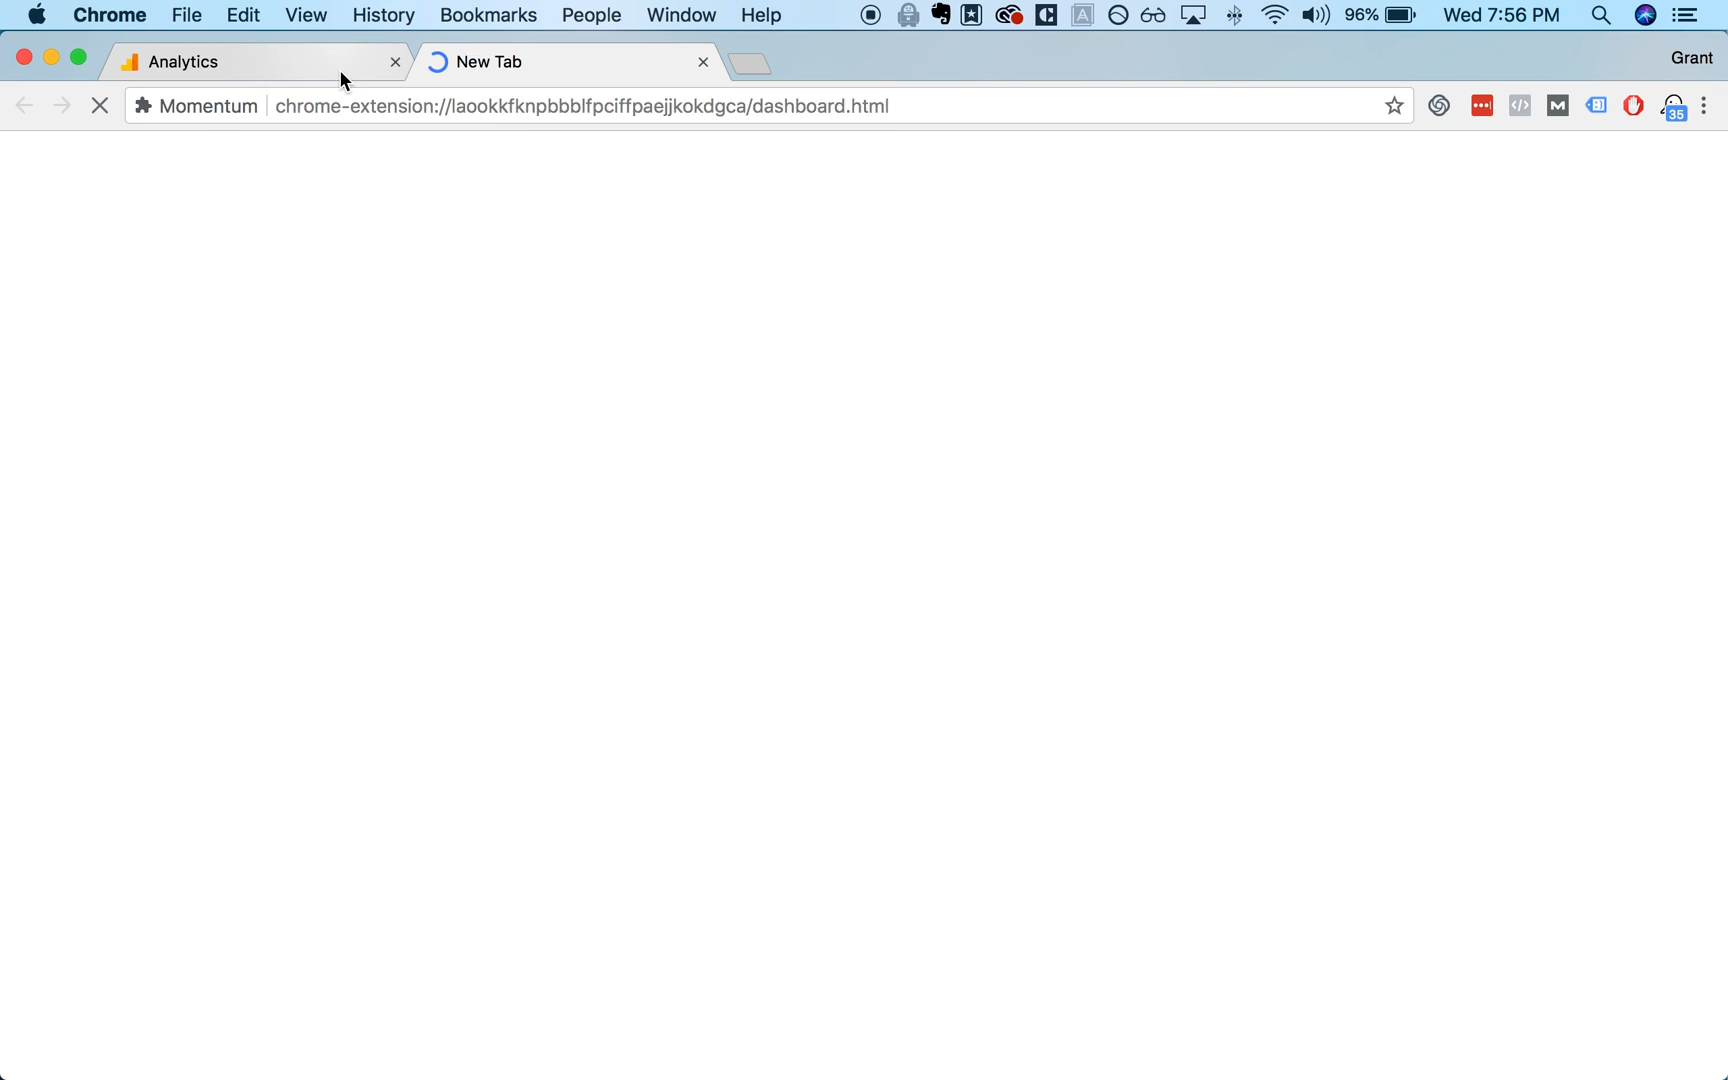 Chrome File Edit View History Bookmarks People Window Help 96% Wed 7:56 PM
Analytics New Tab Grant
Momentum chrome-extension://laookkfknpbbblfpciffpaejjkokdgca/dashboard.html 35